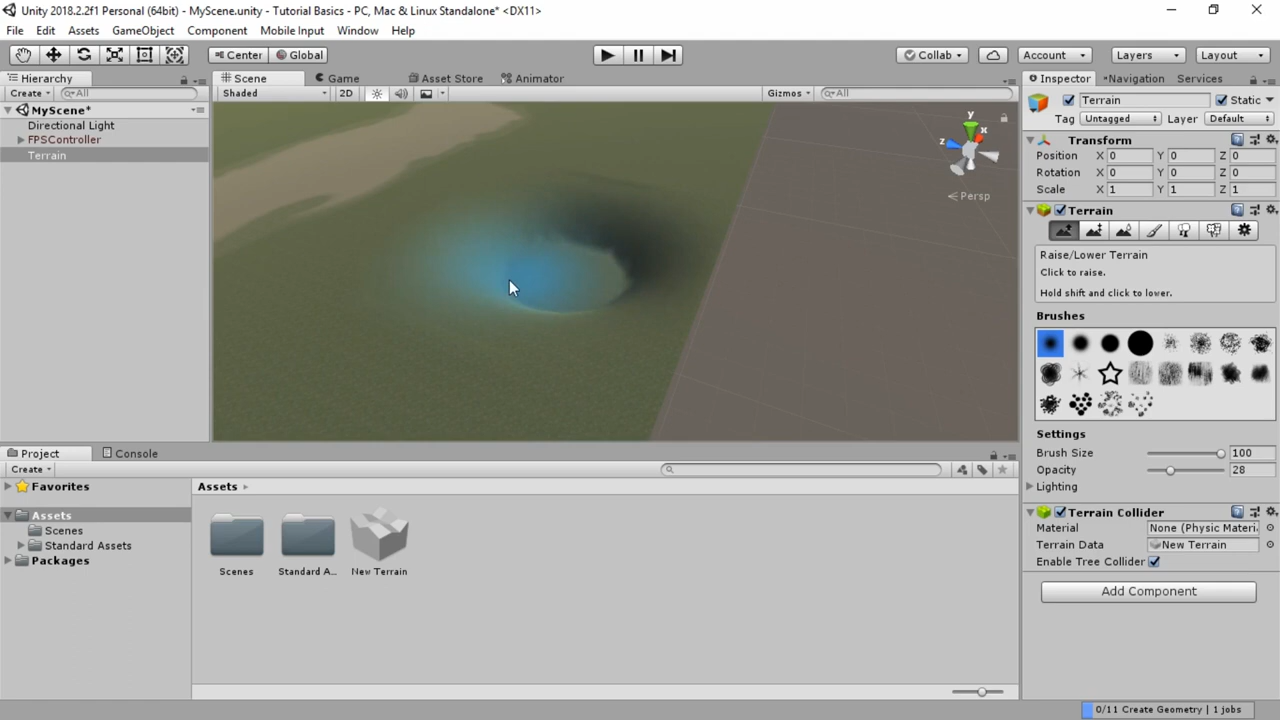 Unity 2018.2.2f1 Personal (64bit) - MyScene.unity - Tutorial Basics - PC, Mac & Linux Standalone* <DX11>
File Edit Assets GameObject Component Mobile Input Window Help
Center Global Collab Account Layers Layout
Hierarchy Scene Game Asset Store Animator Inspector Navigation Services
Create All Shaded 2D Gizmos All
Terrain Static
MyScene*
Tag Untagged Layer Default
Directional Light
FPSController
Terrain
y
x
z
Persp
Transform
Position X 0 Y 0 Z 0
Rotation X 0 Y 0 Z 0
Scale X 1 Y 1 Z 1
Terrain
Raise/Lower Terrain
Click to raise.
Hold shift and click to lower.
Brushes
Settings
Brush Size 100
Opacity 28
Lighting
Terrain Collider
Material None (Physic Materi
Terrain Data New Terrain
Enable Tree Collider
Add Component
Project Console
Create
Favorites
Assets
Scenes
Standard Assets
Packages
Assets
Scenes Standard A... New Terrain
0/11 Create Geometry | 1 jobs